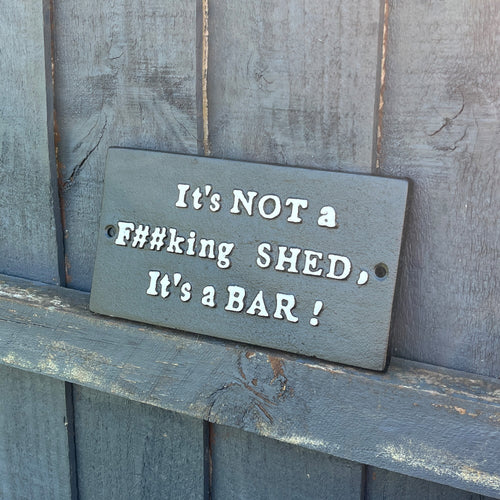 It's NOT a
F##king SHED,
It's a BAR !